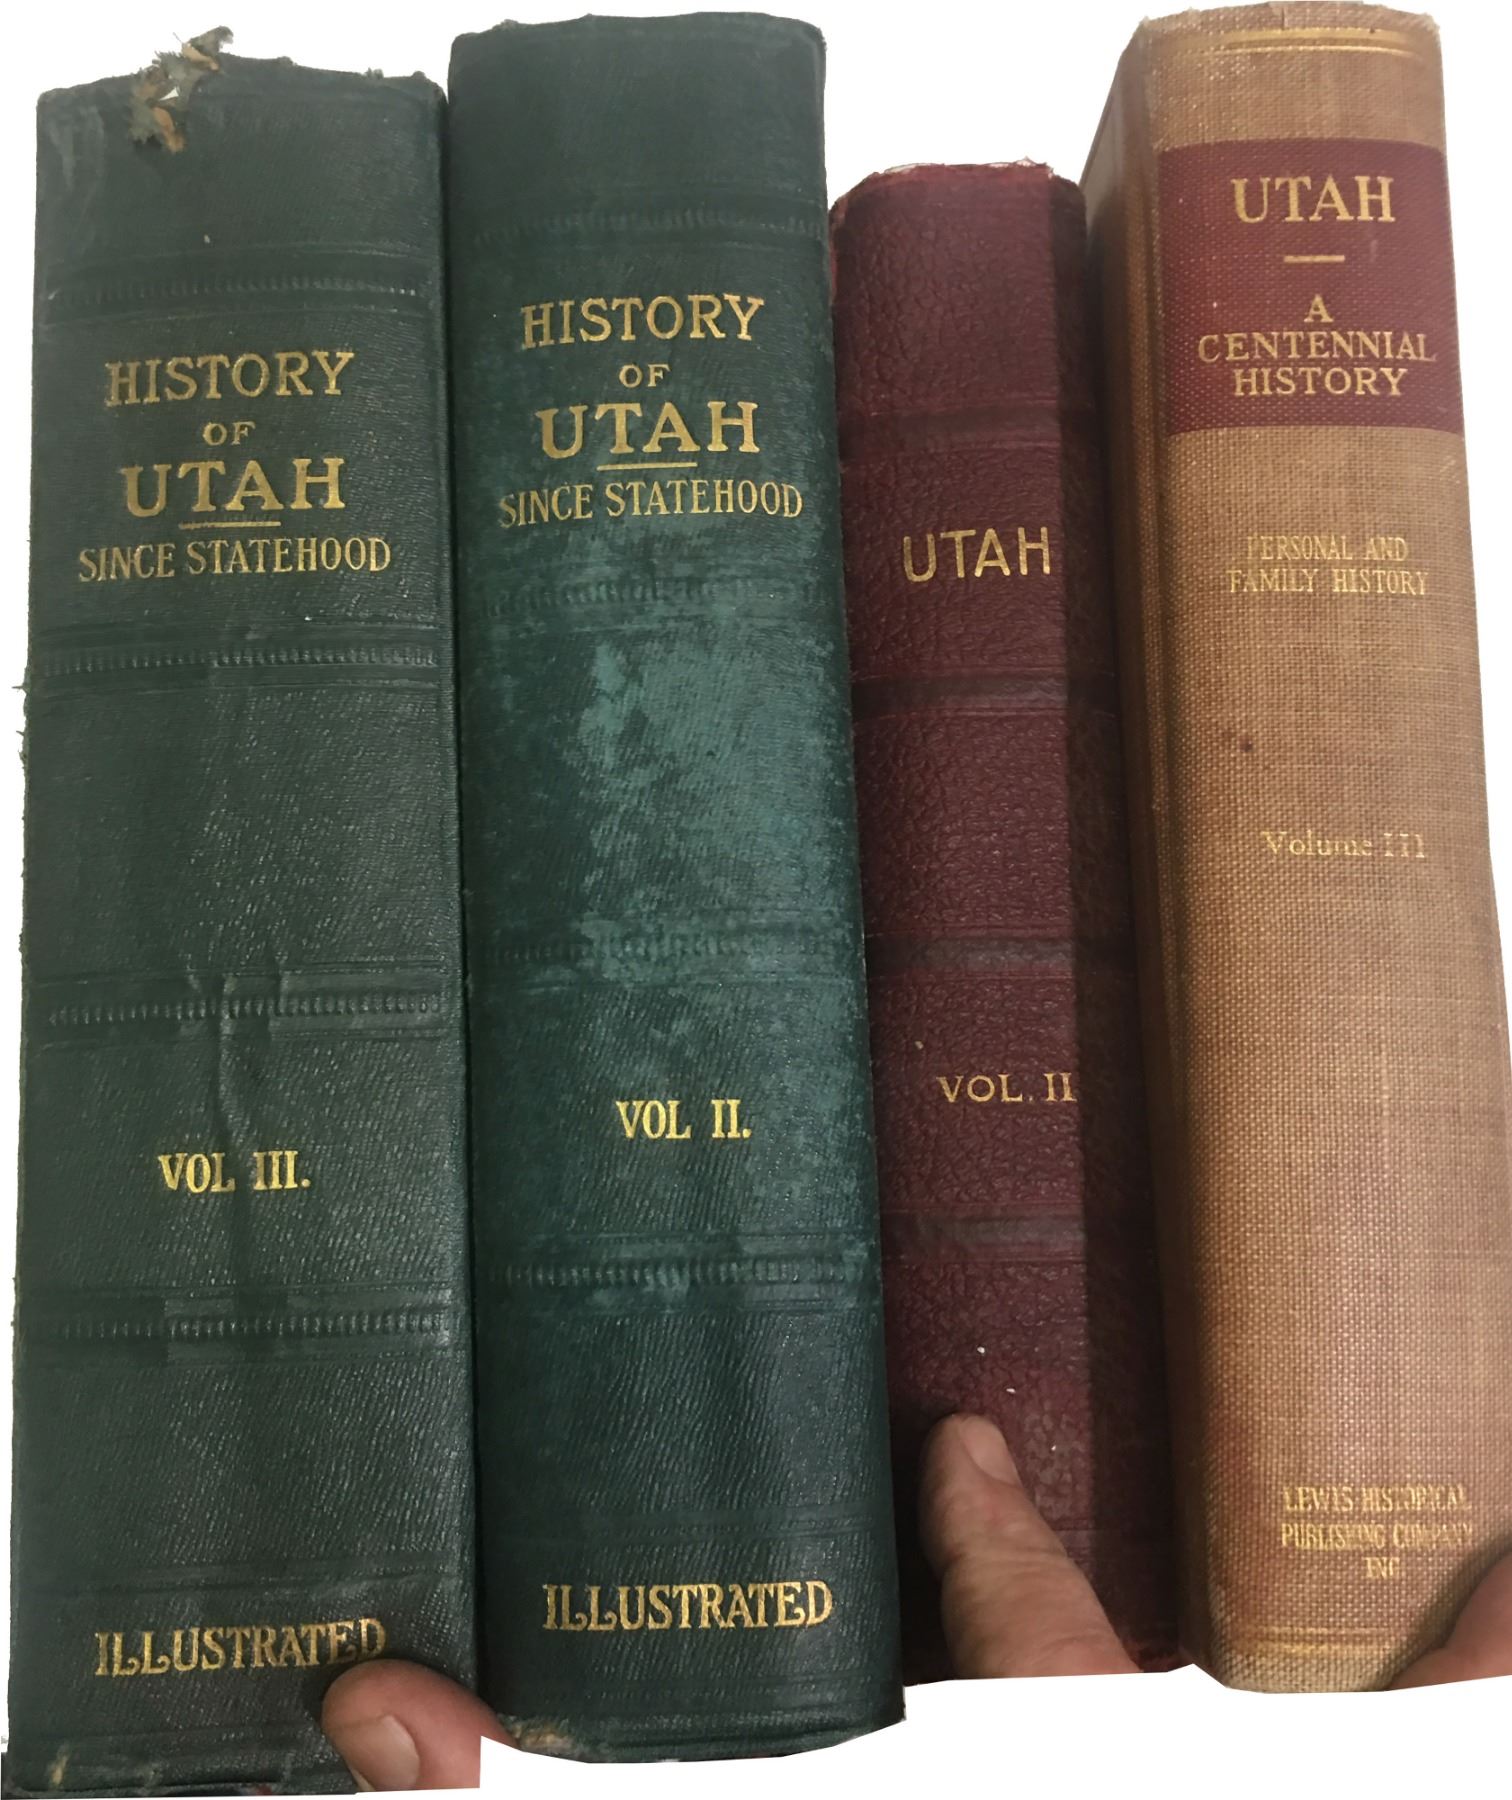 HISTORY
OF
UTAH
SINCE STATEHOOD
VOL III.
ILLUSTRATED
HISTORY
OF
UTAH
SINCE STATEHOOD
VOL II.
ILLUSTRATED
UTAH
VOL. II
UTAH
A
CENTENNIAL
HISTORY
PERSONAL AND
FAMILY HISTORY
Volume III
LEWIS HISTORICAL
PUBLISHING COMPANY
INC